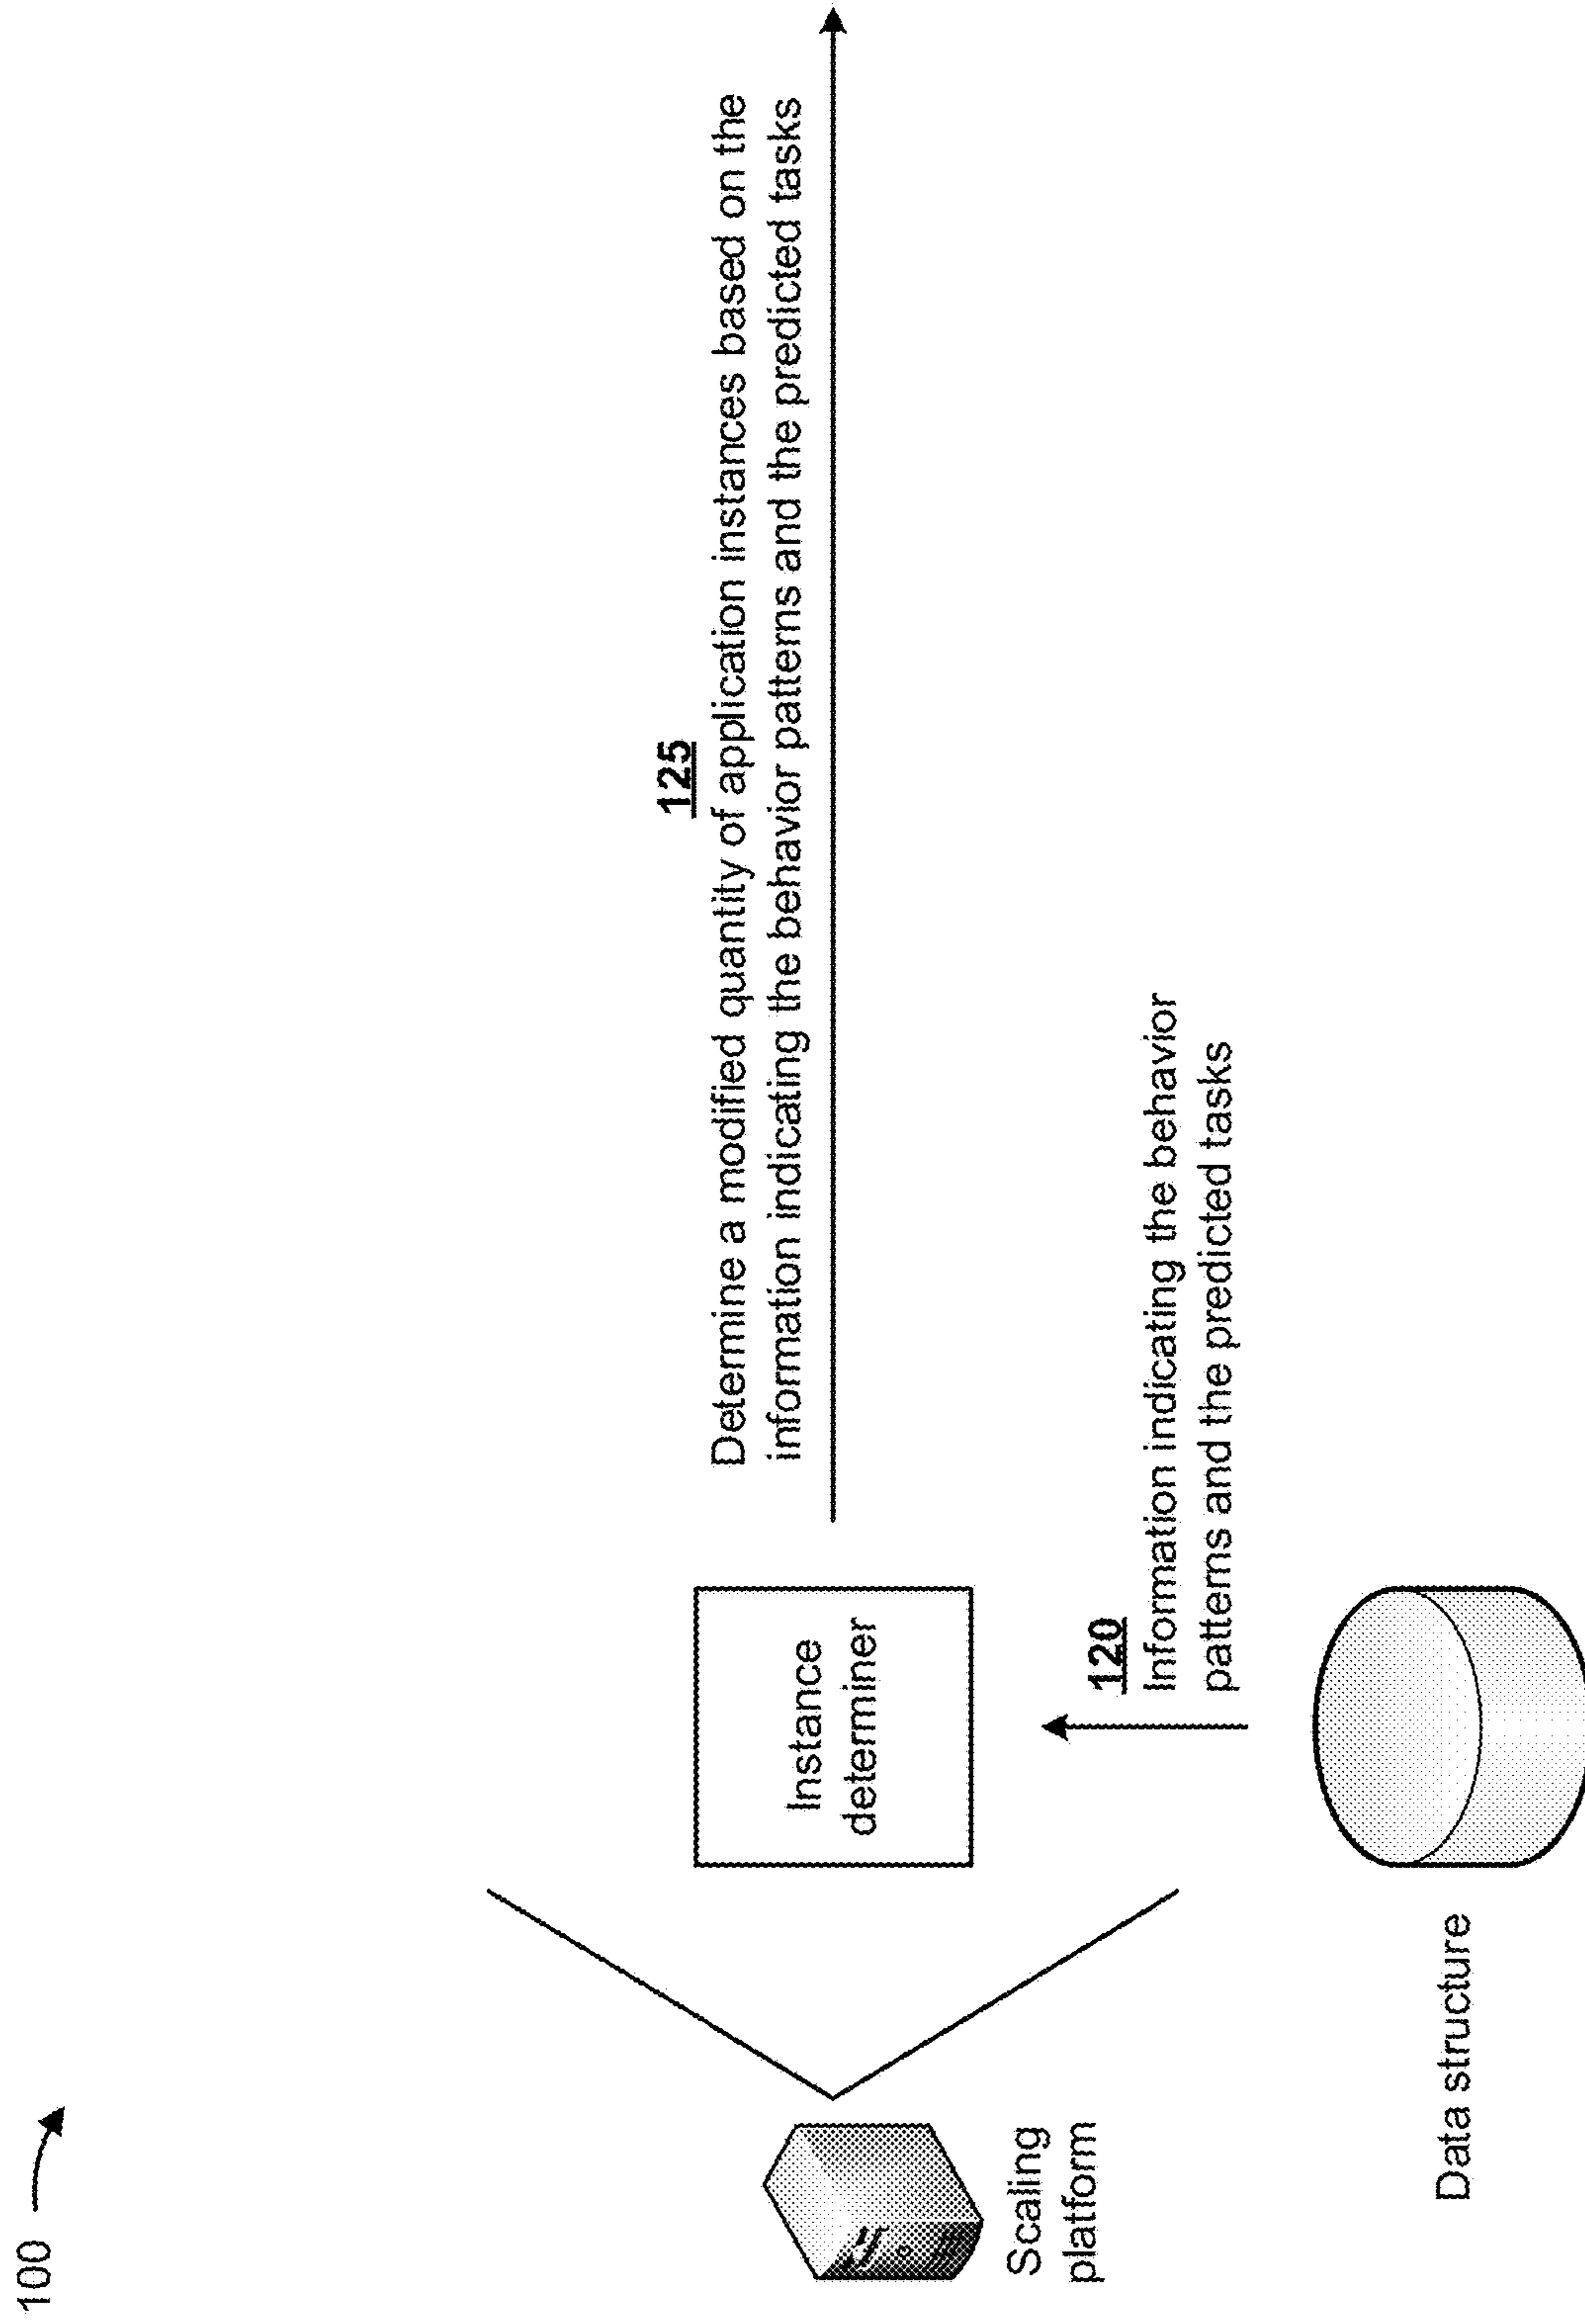 100
125
Determine a modified quantity of application instances based on the
information indicating the behavior patterns and the predicted tasks
Instance
determiner
120
Information indicating the behavior
patterns and the predicted tasks
Scaling
platform
Data structure